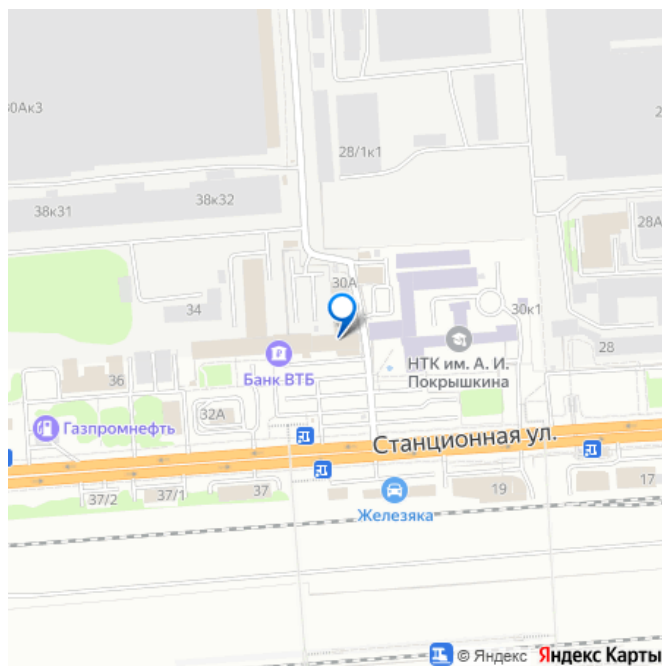 30Ак3
28/1к1
38к32
38к31
28А
30А
34
30к1
28
Банк ВТБ
НТК им. А. И.
Покрышкина
36
32А
Газпромнефть
Станционная ул.
37/2
37/1
37
19
17
Железяка
© Яндекс Яндекс Карты